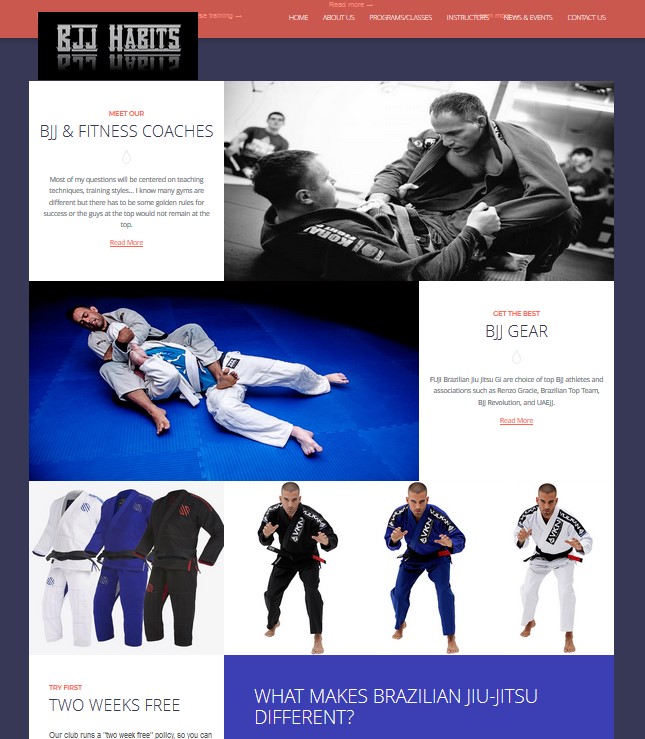 Read more →
BJJ HABITS
se training →
HOME ABOUT US PROGRAMS/CLASSES INSTRUCTORS NEWS & EVENTS CONTACT US
MEET OUR
BJJ & FITNESS COACHES
Most of my questions will be centered on teaching
techniques, training styles... I know many gyms are
different but there has to be some golden rules for
success or the guys at the top would not remain at the
top.
Read More
KORAL
GET THE BEST
BJJ GEAR
FUJI Brazilian Jiu Jitsu Gi are choice of top BJJ athletes and
associations such as Renzo Gracie, Brazilian Top Team,
BJJ Revolution, and UAEJJ.
Read More
VKN
VKN
VKN
TRY FIRST
TWO WEEKS FREE
Our club runs a "two week free" policy, so you can
WHAT MAKES BRAZILIAN JIU-JITSU
DIFFERENT?